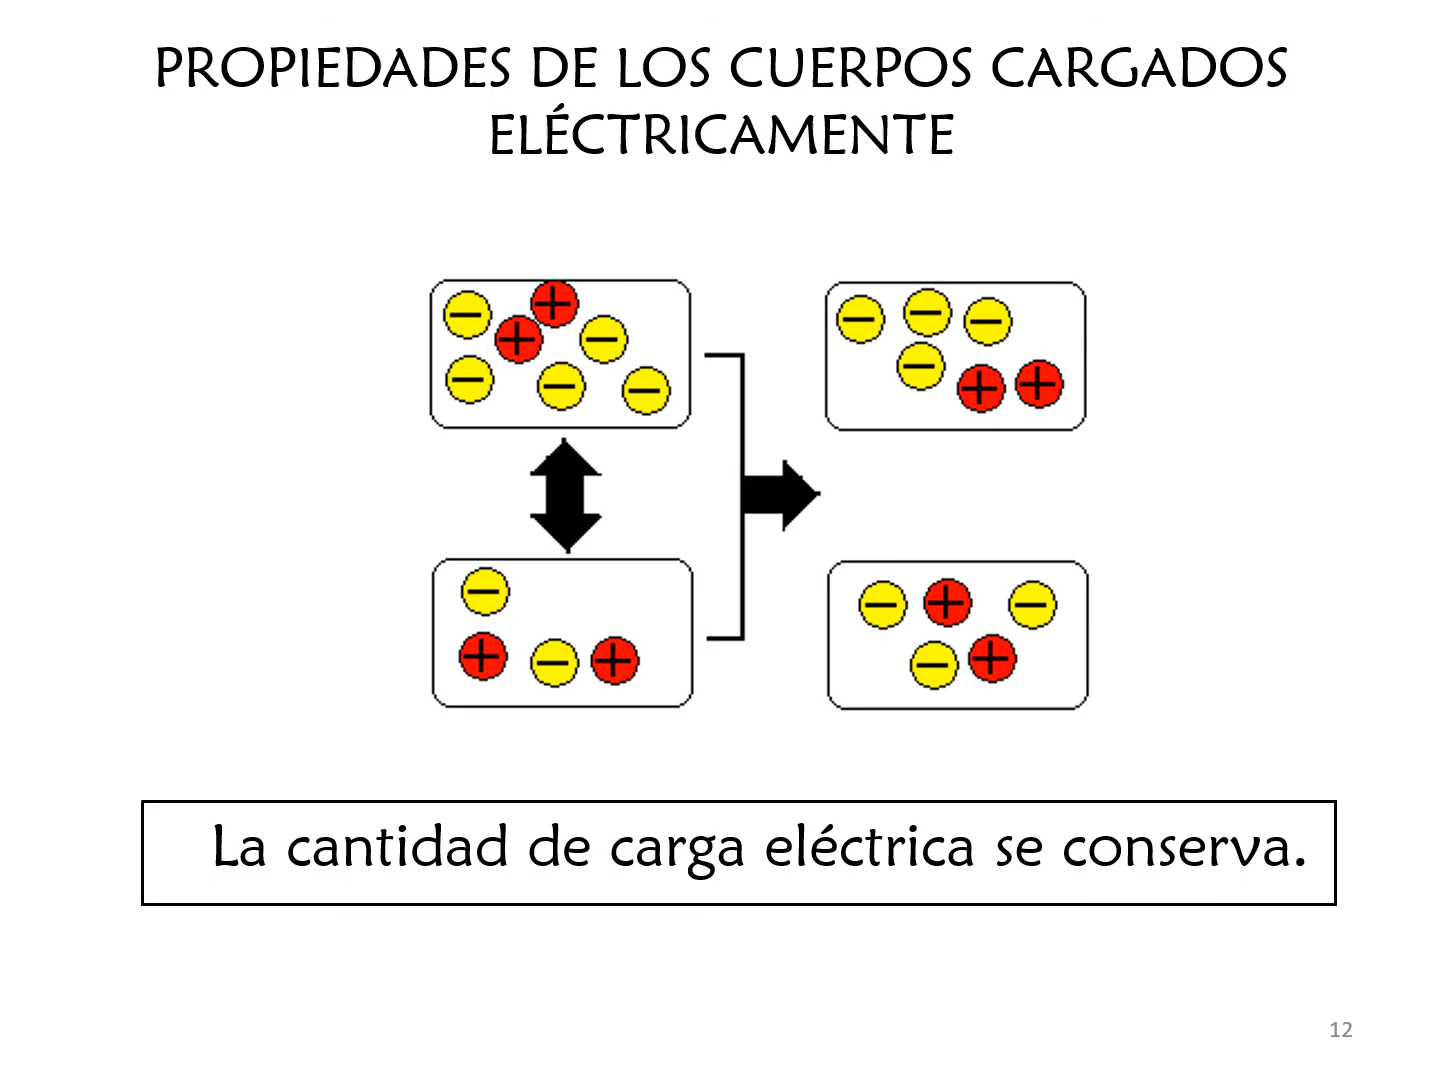 PROPIEDADES DE LOS CUERPOS CARGADOS
ELÉCTRICAMENTE
La cantidad de carga eléctrica se conserva.
12